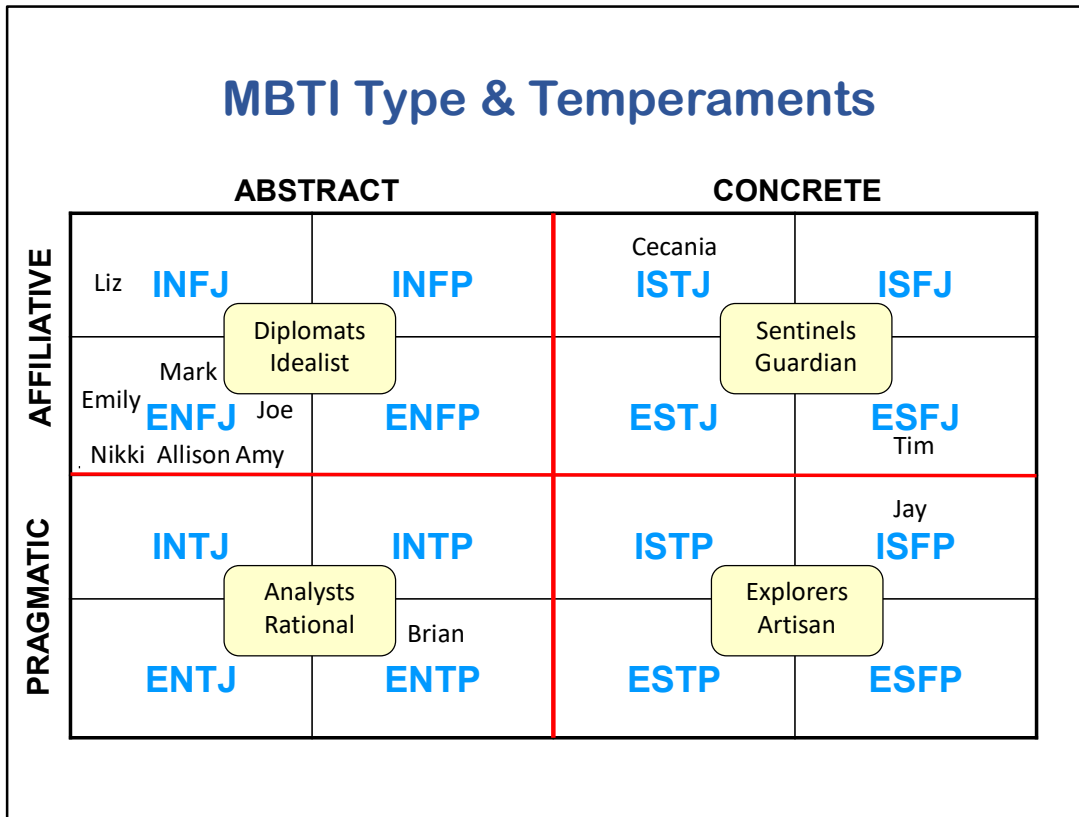 MBTI Type & Temperaments
ABSTRACT CONCRETE
AFFILIATIVE
Cecania
Liz INFJ INFP ISTJ ISFJ
Diplomats
Idealist
Sentinels
Guardian
Mark
Emily ENFJ Joe ENFP ESTJ ESFJ
. Nikki Allison Amy Tim
PRAGMATIC
Jay
INTJ INTP ISTP ISFP
Analysts
Rational
Explorers
Artisan
Brian
ENTJ ENTP ESTP ESFP